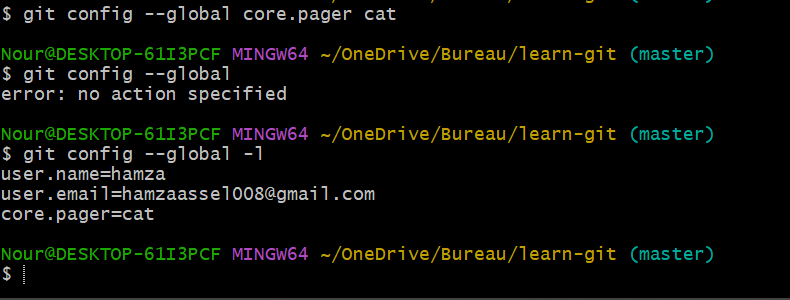 $ git config --global core.pager cat
Nour@DESKTOP-61I3PCF MINGW64 ~/OneDrive/Bureau/learn-git (master)
$ git config --global
error: no action specified
Nour@DESKTOP-61I3PCF MINGW64 ~/OneDrive/Bureau/learn-git (master)
$ git config --global -l
user.name=hamza
user.email=hamzaassel008@gmail.com
core.pager=cat
Nour@DESKTOP-61I3PCF MINGW64 ~/OneDrive/Bureau/learn-git (master)
$